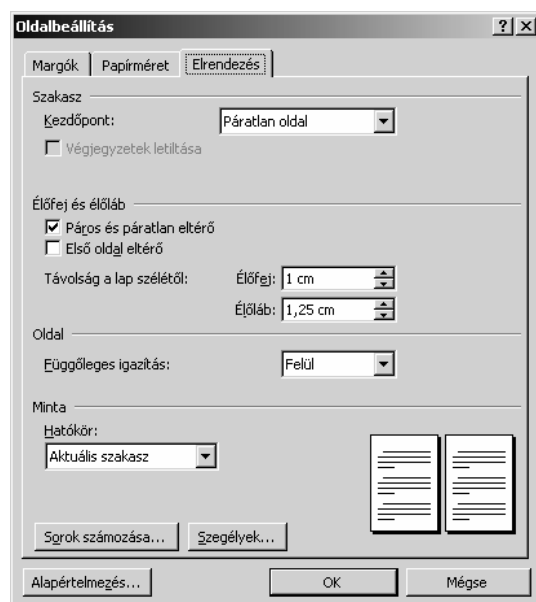 Oldalbeállítás
Margók Papírméret Elrendezés
Szakasz
Kezdőpont: Páratlan oldal
Végjegyzetek letiltása
Élőfej és élőláb
Páros és páratlan eltérő
Első oldal eltérő
Távolság a lap szélétől: Élőfej: 1 cm
Élőláb: 1,25 cm
Oldal
Függőleges igazítás: Felül
Minta
Hatókör:
Aktuális szakasz
Sorok számozása... Szegélyek...
Alapértelmezés... OK Mégse